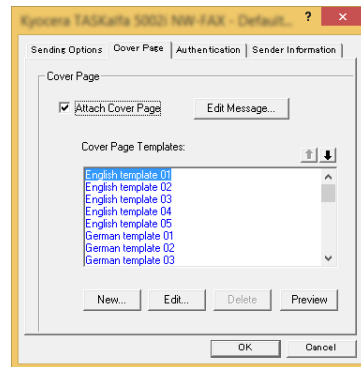 Kyocera TASKalfa 5002i NW-FAX - Default...
?
Sending Options Cover Page Authentication Sender Information
Cover Page
Attach Cover Page Edit Message...
Cover Page Templates:
English template 01
English template 02
English template 03
English template 04
English template 05
German template 01
German template 02
German template 03
New... Edit... Delete Preview
OK Cancel